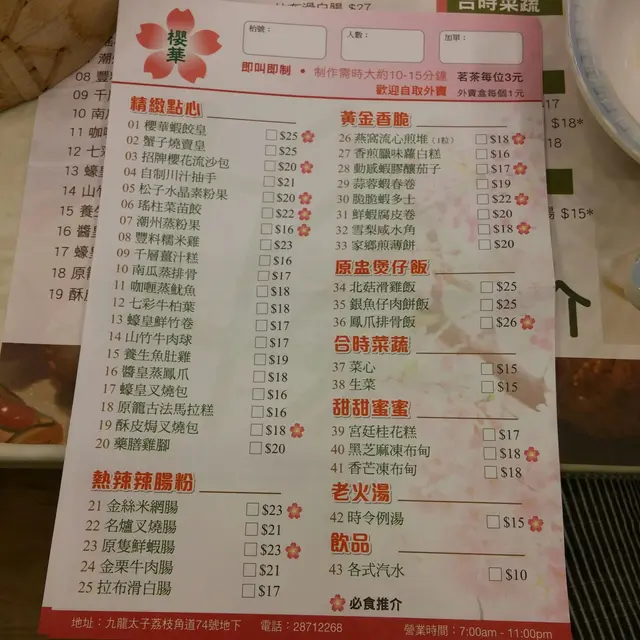 櫻華
枱號：
人數：
加單：
即叫即制 • 制作需時大約10-15分鐘 茗茶每位3元
歡迎自取外賣 外賣盒每個1元
精緻點心
01 櫻華蝦餃皇 $25
02 蟹子燒賣皇 $25
03 招牌櫻花流沙包 $20
04 自制川汁抽手 $21
05 松子水晶素粉果 $20
06 瑤柱菜苗餃 $22
07 潮州蒸粉果 $16
08 豐料糯米雞 $23
09 千層薑汁糕 $16
10 南瓜蒸排骨 $17
11 咖喱蒸魷魚 $18
12 七彩牛柏葉 $18
13 蠔皇鮮竹卷 $17
14 山竹牛肉球 $17
15 養生魚肚雞 $19
16 醬皇蒸鳳爪 $18
17 蠔皇叉燒包 $16
18 原籠古法馬拉糕 $16
19 酥皮焗叉燒包 $18
20 藥膳雞腳 $20
熱辣辣腸粉
21 金絲米網腸 $23
22 名爐叉燒腸 $21
23 原隻鮮蝦腸 $23
24 金栗牛肉腸 $21
25 拉布滑白腸 $17
黃金香脆
26 燕窩流心煎堆(1粒) $18
27 香煎臘味蘿白糕 $16
28 動感蝦膠釀茄子 $17
29 蒜蓉蝦春卷 $19
30 脆脆蝦多士 $22
31 鮮蝦腐皮卷 $20
32 雪梨咸水角 $18
33 家鄉煎薄餅 $20
原盅煲仔飯
34 北菇滑雞飯 $25
35 銀魚仔肉餅飯 $25
36 鳳爪排骨飯 $26
合時菜蔬
37 菜心 $15
38 生菜 $15
甜甜蜜蜜
39 宮廷桂花糕 $17
40 黑芝麻凍布甸 $18
41 香芒凍布甸 $18
老火湯
42 時令例湯 $15
飲品
43 各式汽水 $10
必食推介
地址：九龍太子荔枝角道74號地下 電話：28712268 營業時間：7:00am - 11:00pm